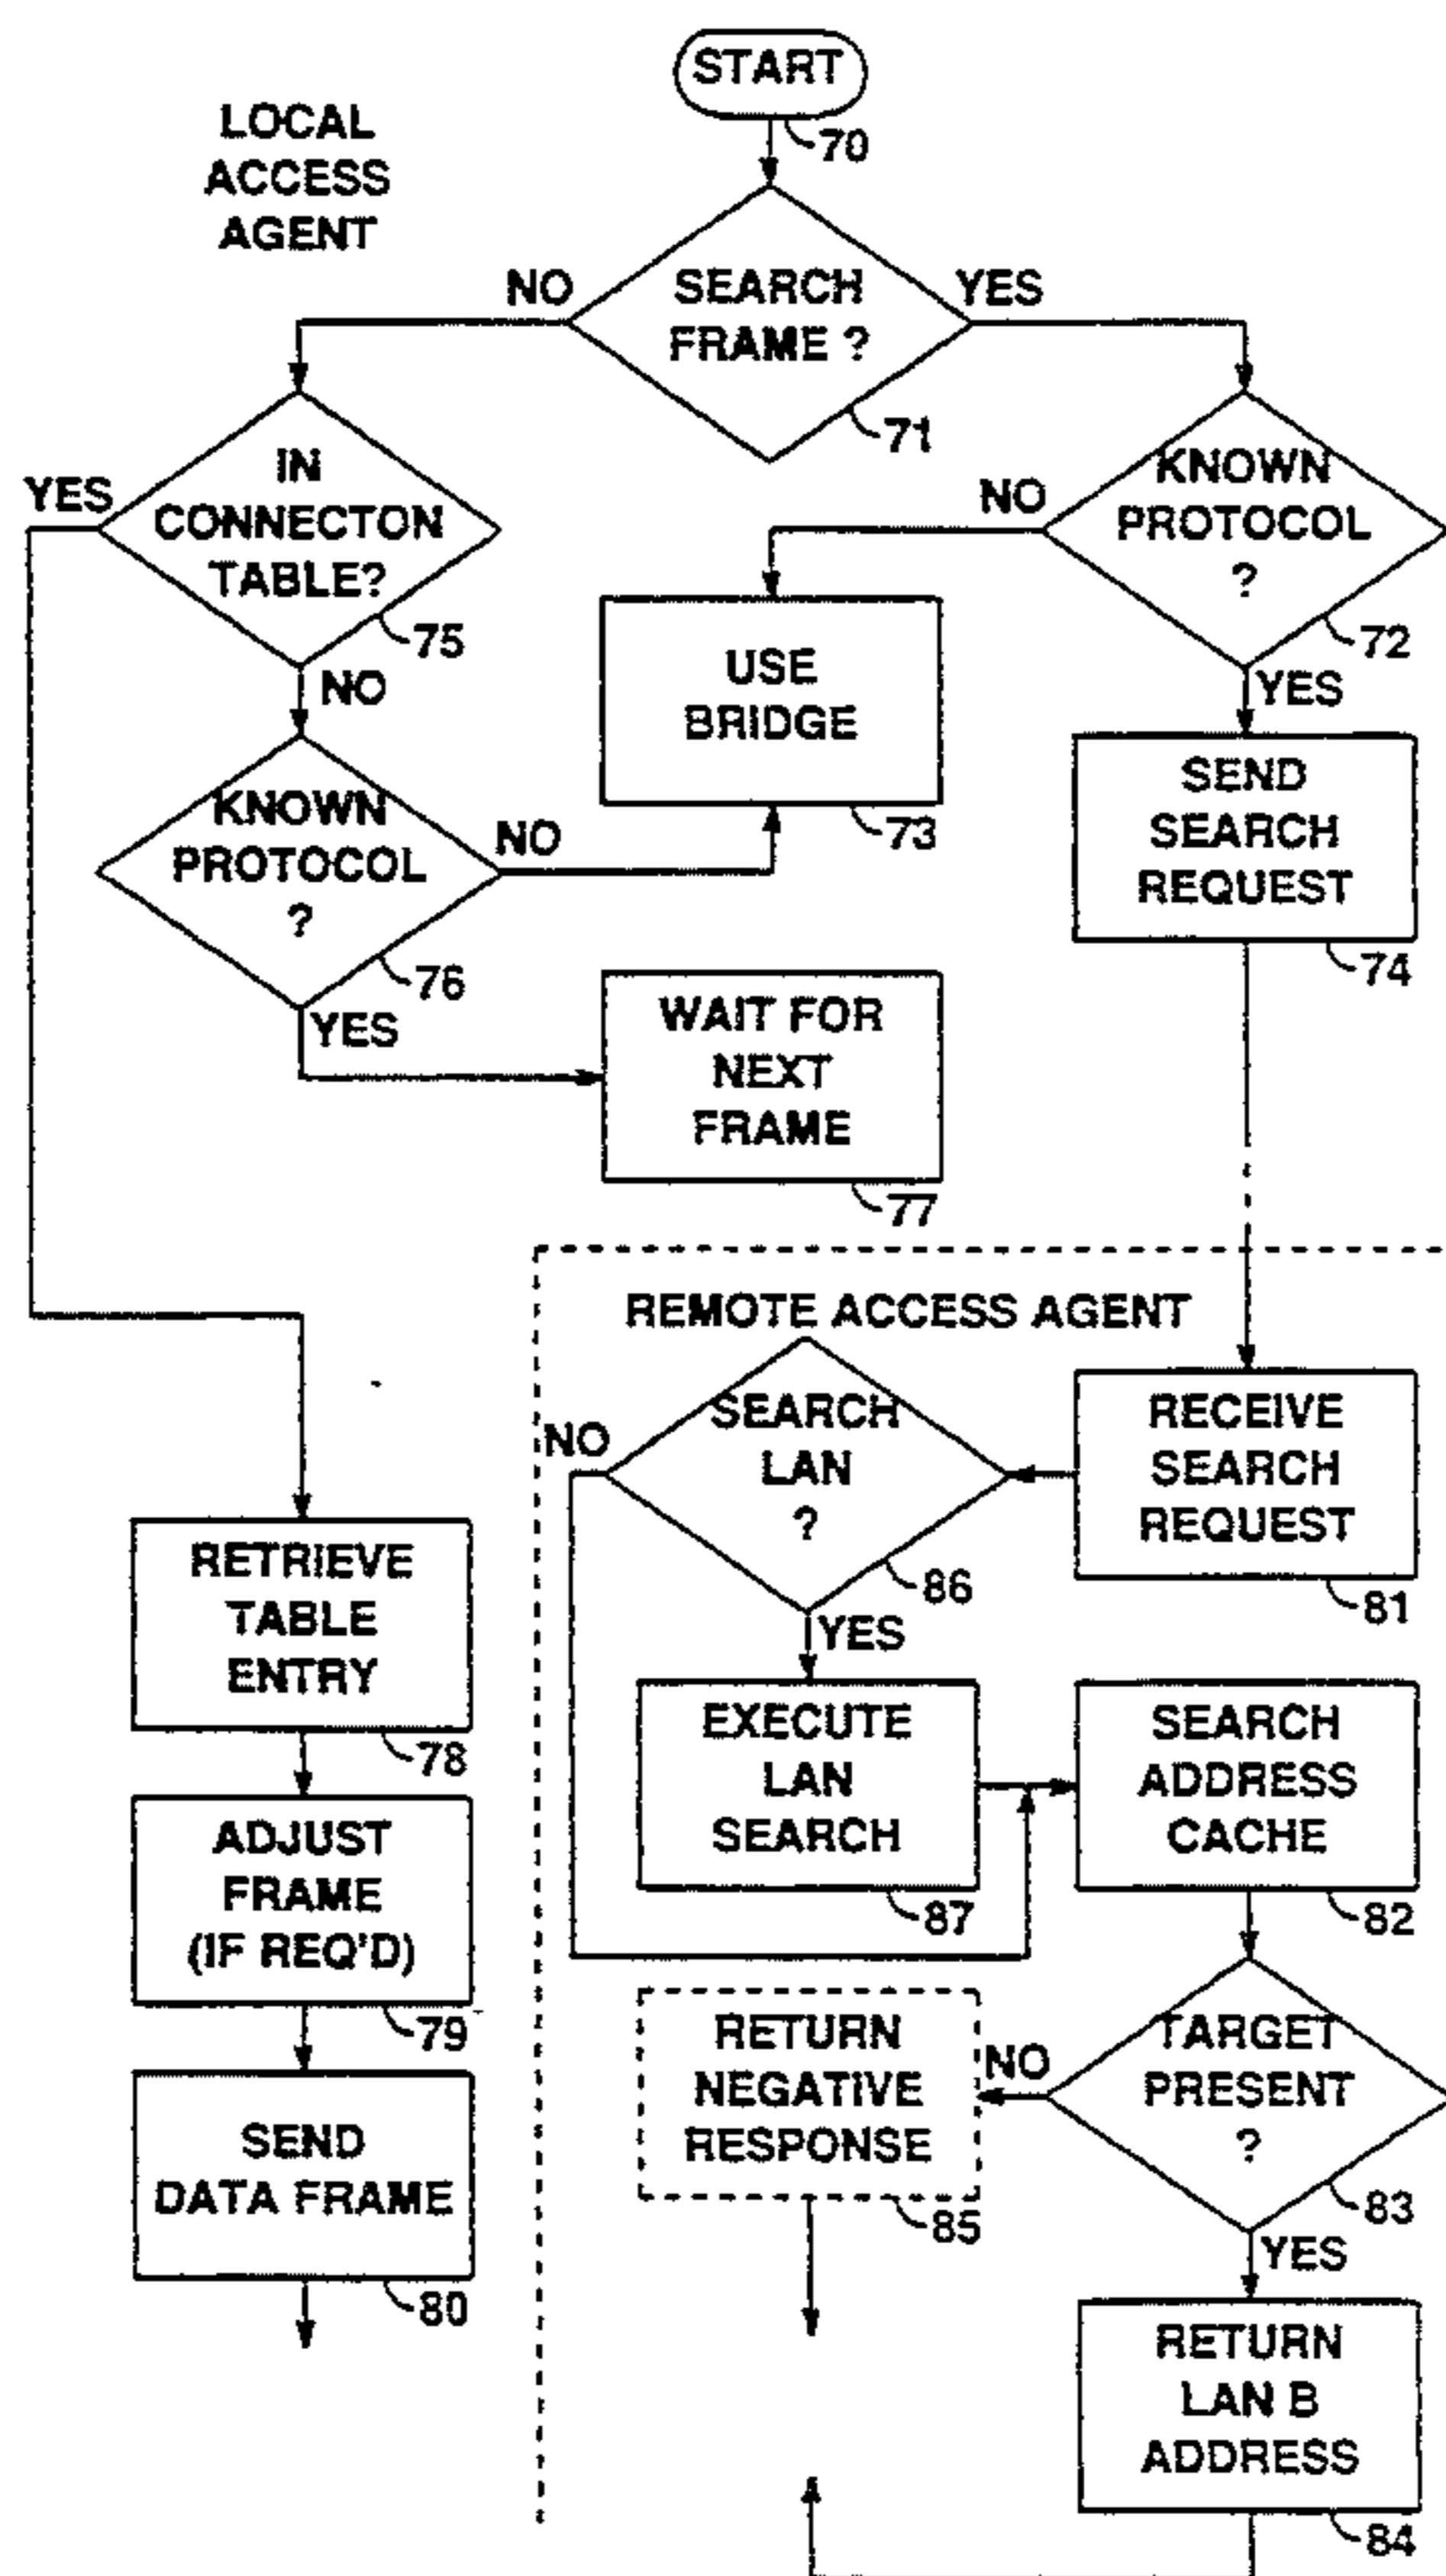 START
70
LOCAL
ACCESS
AGENT
NO
SEARCH
FRAME ?
YES
71
IN
CONNECTON
TABLE?
YES
75
NO
KNOWN
PROTOCOL
?
NO
72
YES
USE
BRIDGE
73
SEND
SEARCH
REQUEST
74
KNOWN
PROTOCOL
?
NO
76
YES
WAIT FOR
NEXT
FRAME
77
REMOTE ACCESS AGENT
RECEIVE
SEARCH
REQUEST
81
SEARCH
LAN
?
NO
86
YES
EXECUTE
LAN
SEARCH
87
SEARCH
ADDRESS
CACHE
82
RETRIEVE
TABLE
ENTRY
78
ADJUST
FRAME
(IF REQ'D)
79
SEND
DATA FRAME
80
TARGET
PRESENT
?
NO
83
YES
RETURN
NEGATIVE
RESPONSE
85
RETURN
LAN B
ADDRESS
84